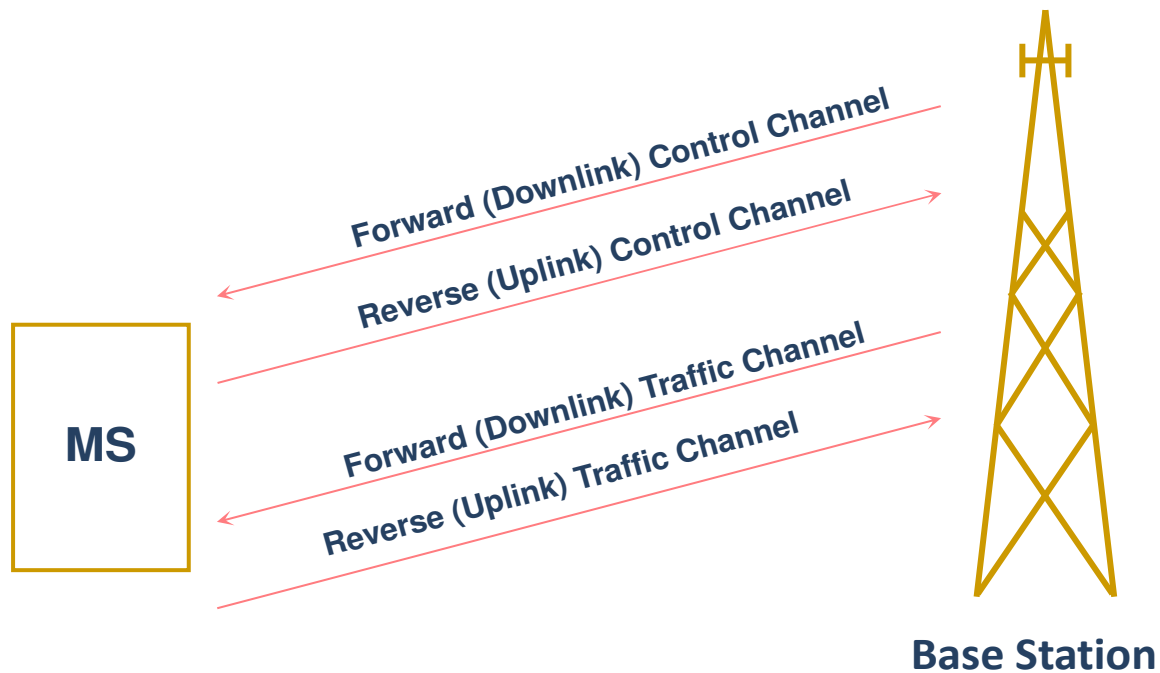 Forward (Downlink) Control Channel
Reverse (Uplink) Control Channel
Forward (Downlink) Traffic Channel
Reverse (Uplink) Traffic Channel
MS
Base Station